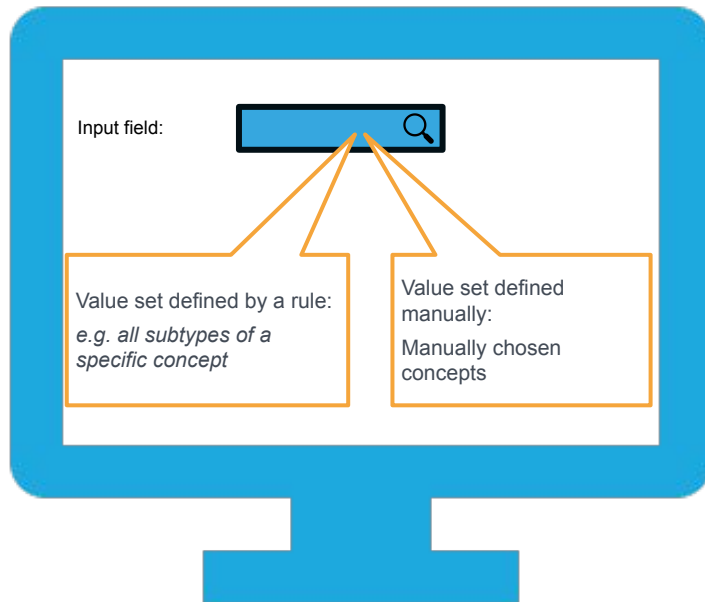 Input field:
Value set defined by a rule:
e.g. all subtypes of a
specific concept
Value set defined
manually:
Manually chosen
concepts